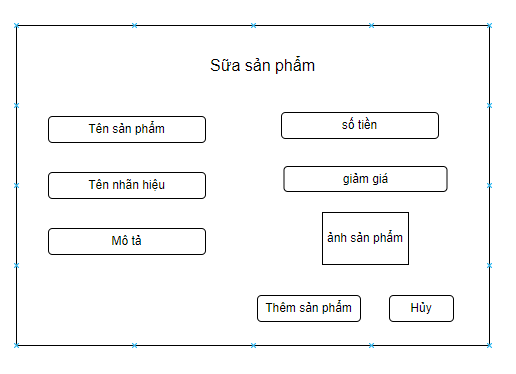 Sữa sản phẩm
Tên sản phẩm
số tiền
Tên nhãn hiệu
giảm giá
Mô tả
ảnh sản phẩm
Thêm sản phẩm
Hủy